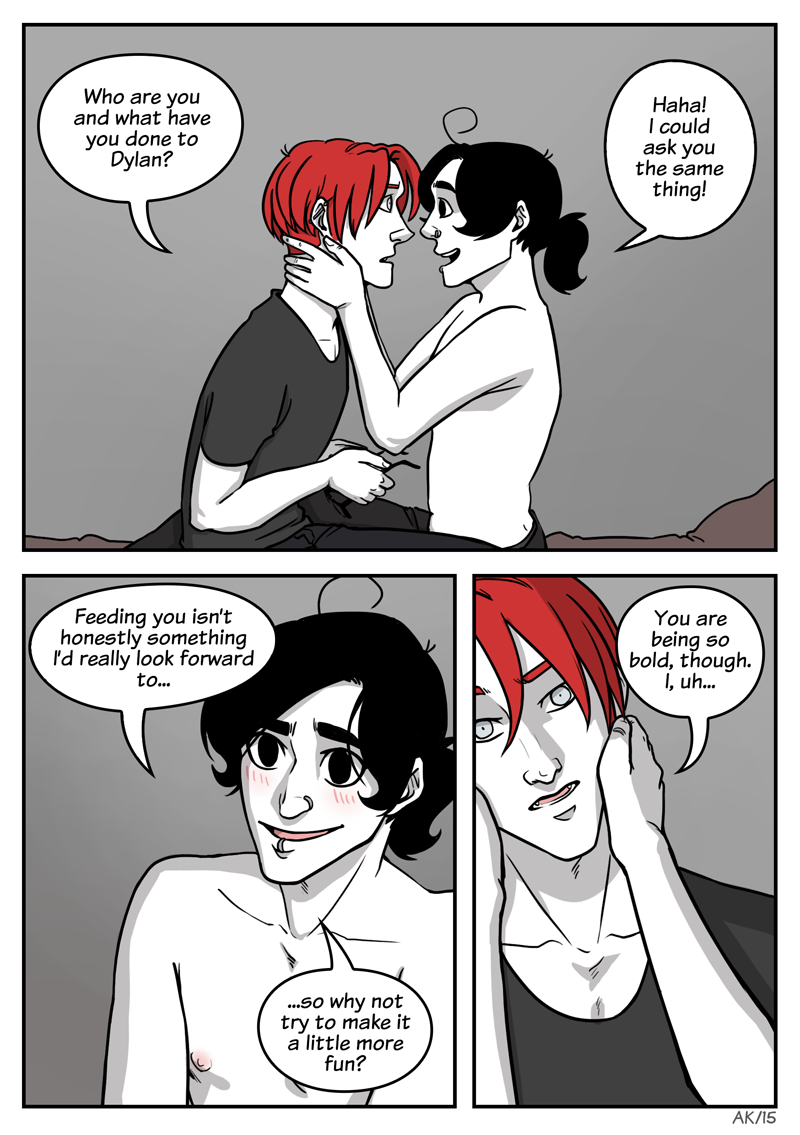 Who are you
and what have
you done to
Dylan?
Haha!
I could
ask you
the same
thing!
Feeding you isn't
honestly something
I'd really look forward
to...
...so why not
try to make it
a little more
fun?
You are
being so
bold, though.
I, uh...
AK/15